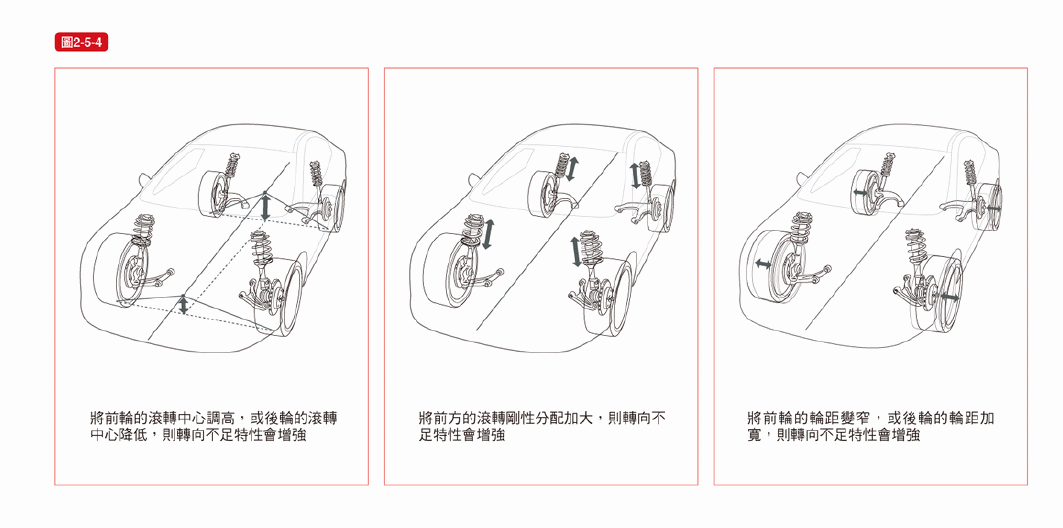 圖2-5-4
將前輪的滾轉中心調高，或後輪的滾轉
中心降低，則轉向不足特性會增強
將前方的滾轉剛性分配加大，則轉向不
足特性會增強
將前輪的輪距變窄，或後輪的輪距加
寬，則轉向不足特性會增強